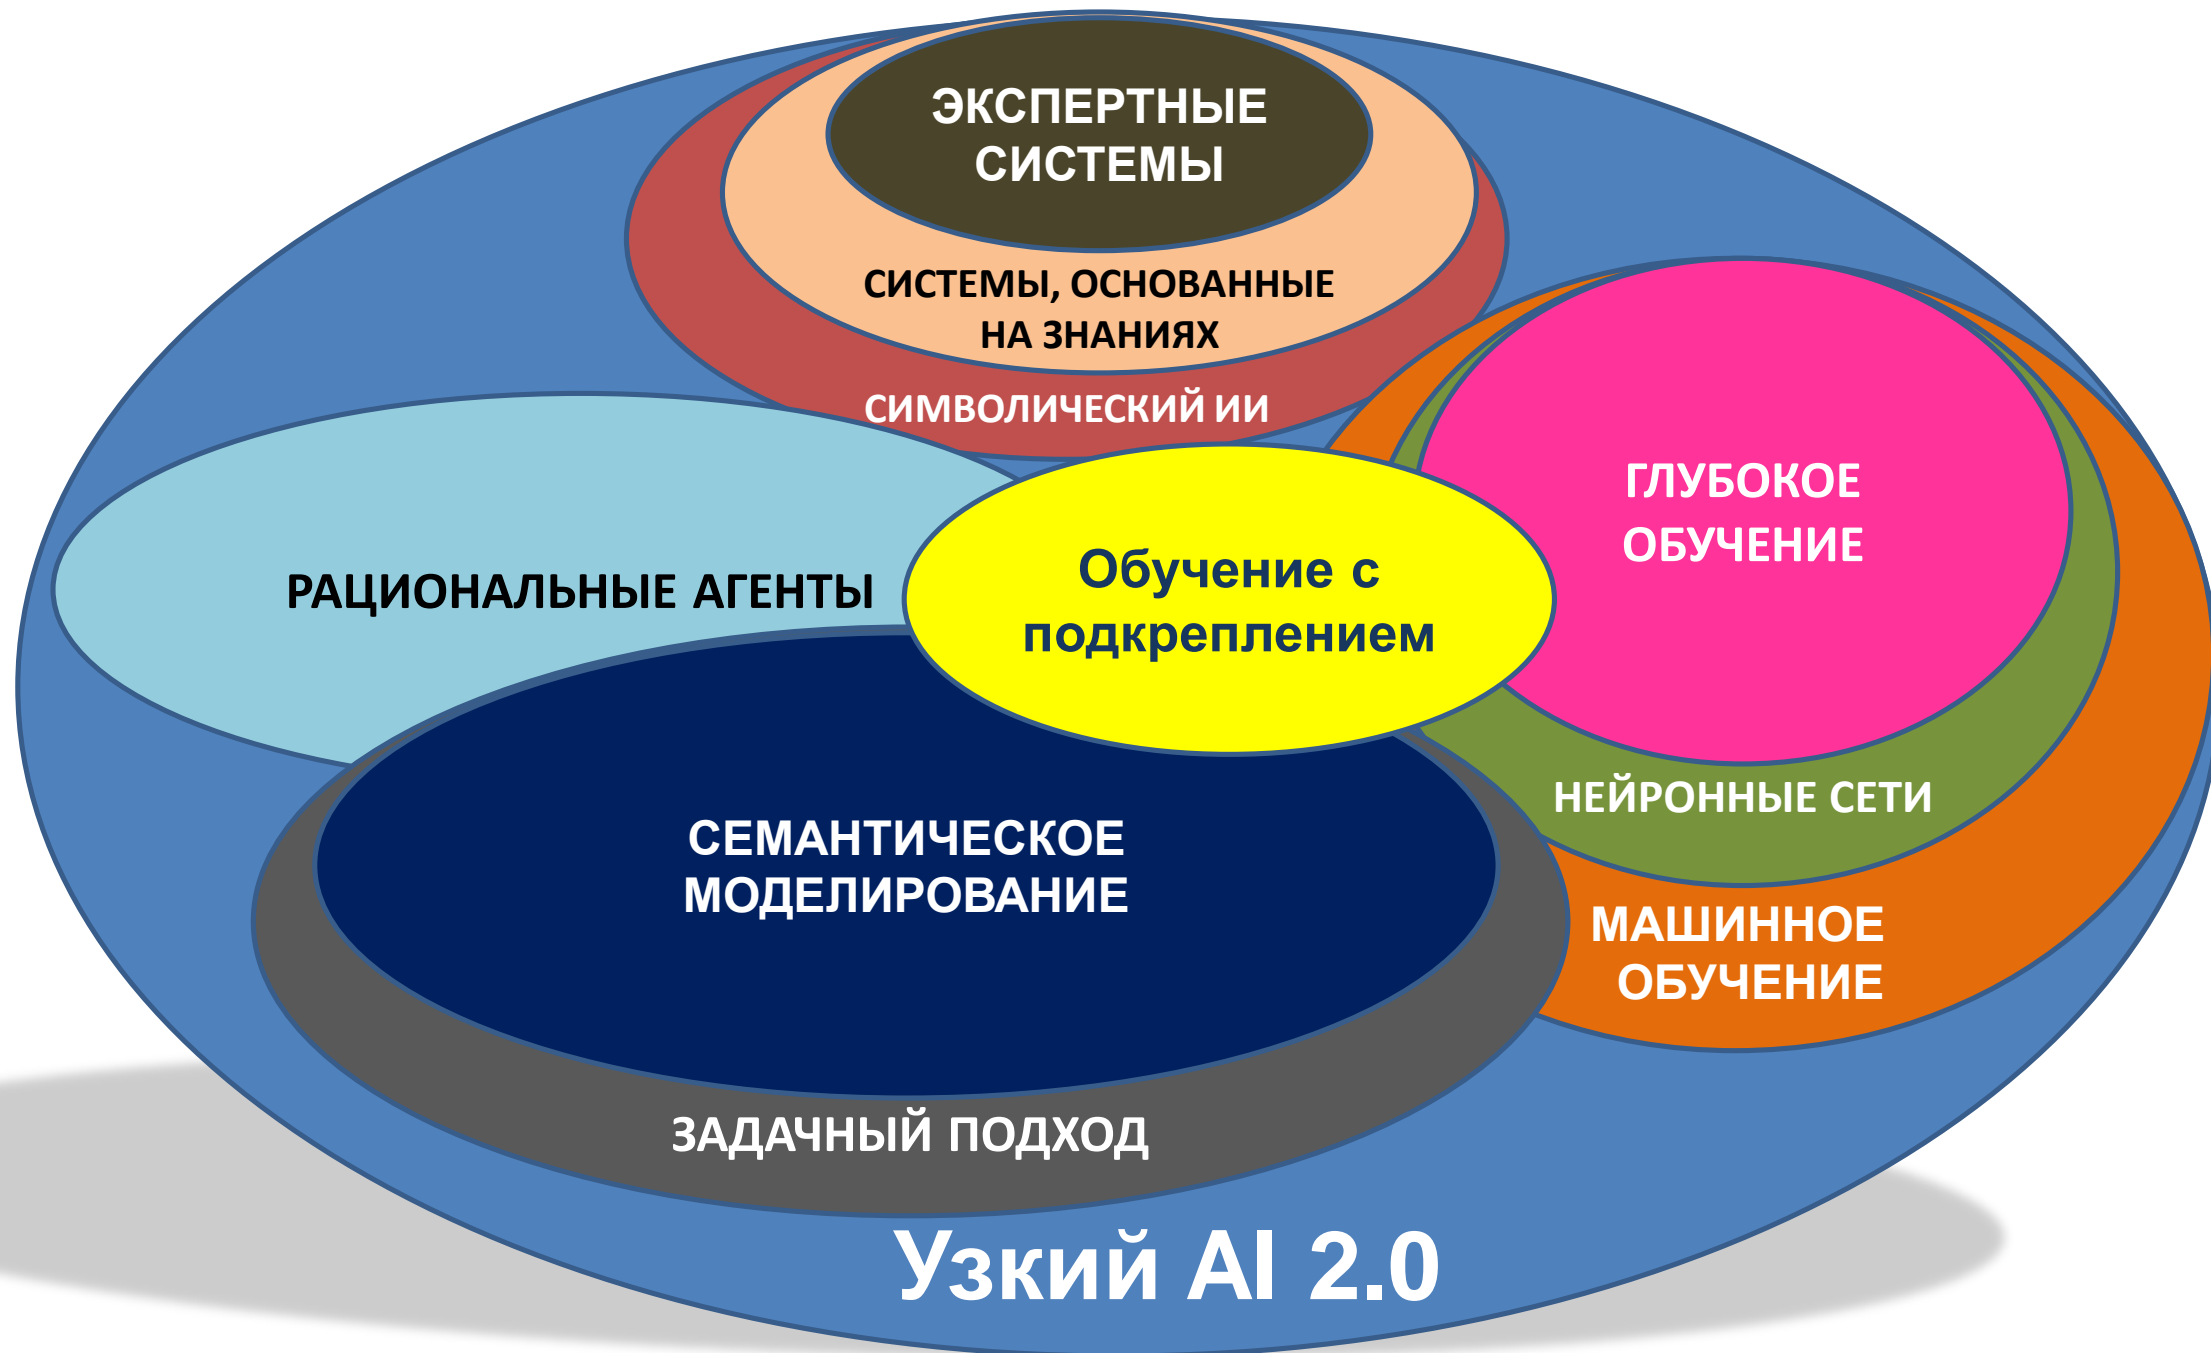 ЭКСПЕРТНЫЕ
СИСТЕМЫ
СИСТЕМЫ, ОСНОВАННЫЕ
НА ЗНАНИЯХ
СИМВОЛИЧЕСКИЙ ИИ
ГЛУБОКОЕ
ОБУЧЕНИЕ
РАЦИОНАЛЬНЫЕ АГЕНТЫ
Обучение с
подкреплением
НЕЙРОННЫЕ СЕТИ
СЕМАНТИЧЕСКОЕ
МОДЕЛИРОВАНИЕ
МАШИННОЕ
ОБУЧЕНИЕ
ЗАДАЧНЫЙ ПОДХОД
Узкий AI 2.0